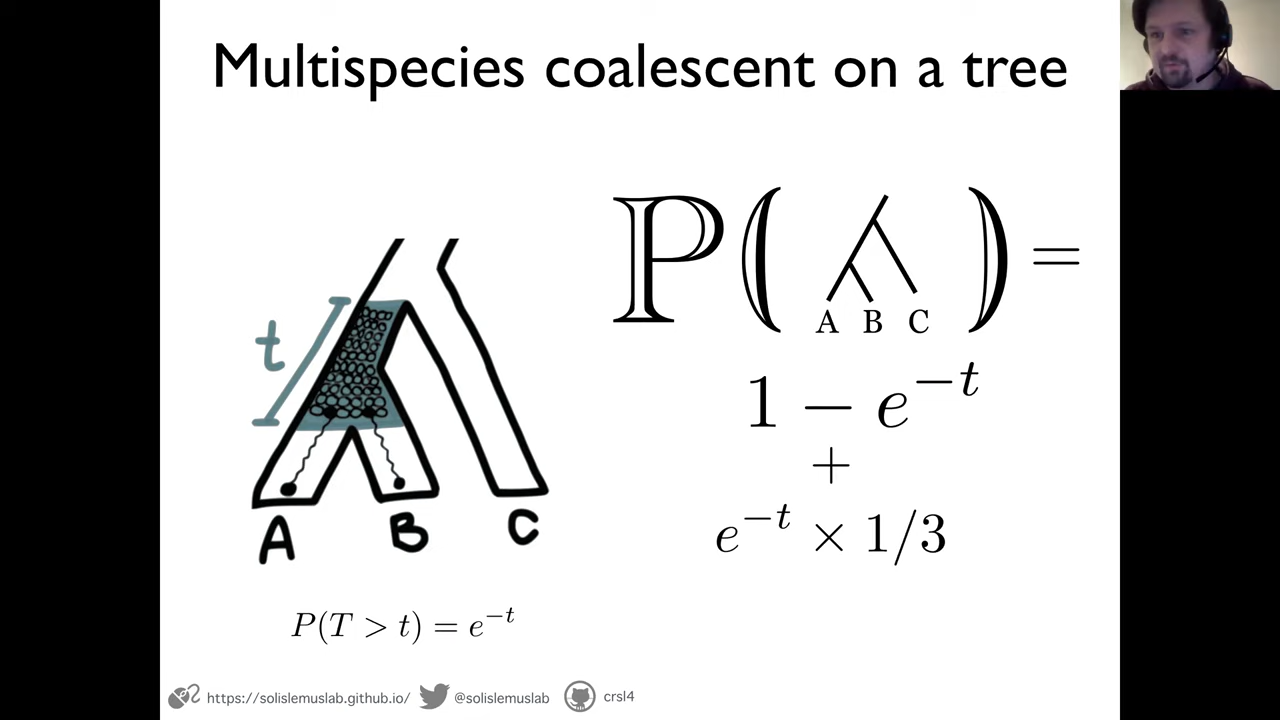 Multispecies coalescent on a tree
ℙ( A B C ) =
1 − e^{−t}
+
e^{−t} × 1/3
t
A B C
P(T > t) = e^{−t}
https://solislemuslab.github.io/ @solislemuslab crsl4